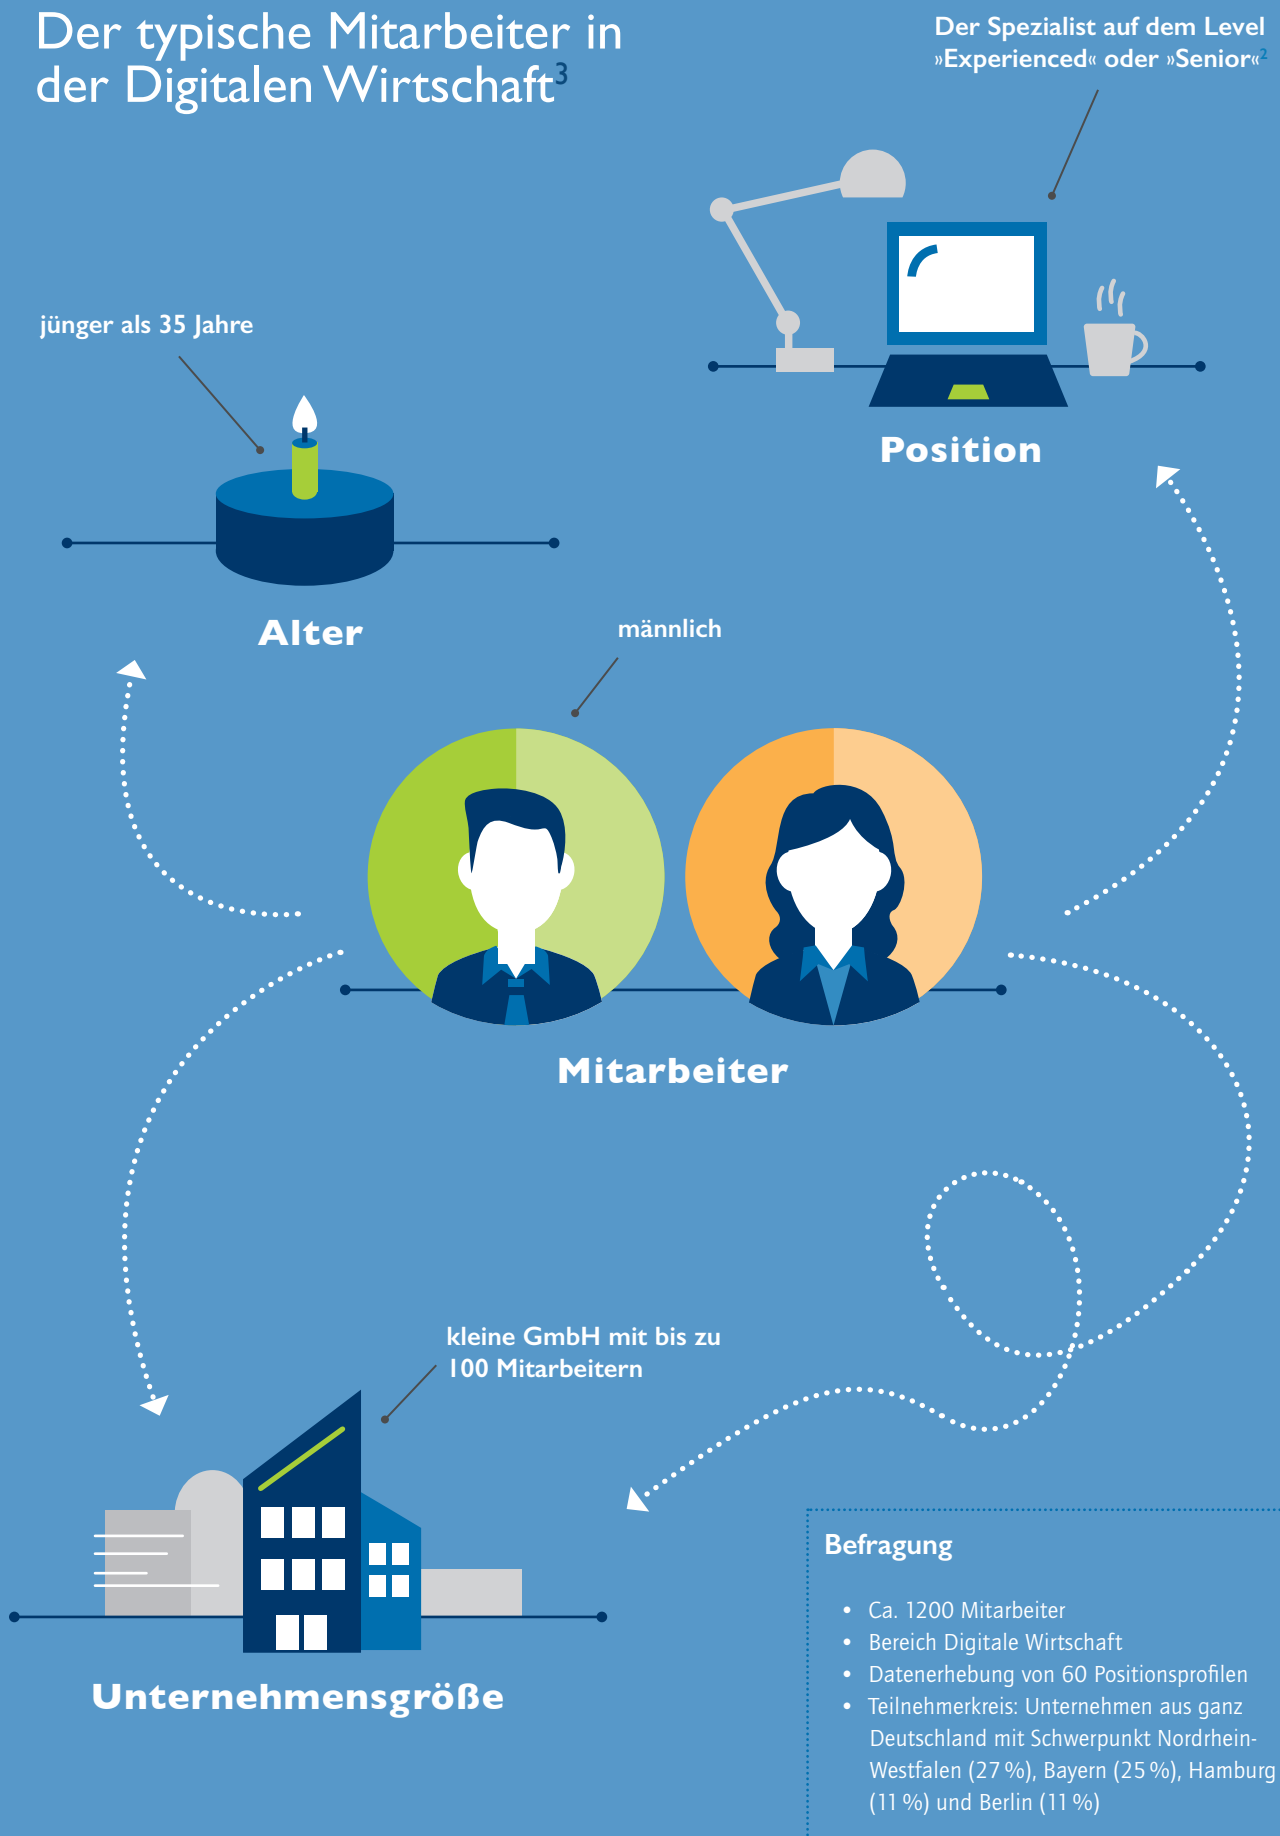 Der typische Mitarbeiter in
der Digitalen Wirtschaft³
Der Spezialist auf dem Level
»Experienced« oder »Senior«²
jünger als 35 Jahre
Position
Alter
männlich
Mitarbeiter
kleine GmbH mit bis zu
100 Mitarbeitern
Unternehmensgröße
Befragung
• Ca. 1200 Mitarbeiter
• Bereich Digitale Wirtschaft
• Datenerhebung von 60 Positionsprofilen
• Teilnehmerkreis: Unternehmen aus ganz
Deutschland mit Schwerpunkt Nordrhein-
Westfalen (27 %), Bayern (25 %), Hamburg
(11 %) und Berlin (11 %)